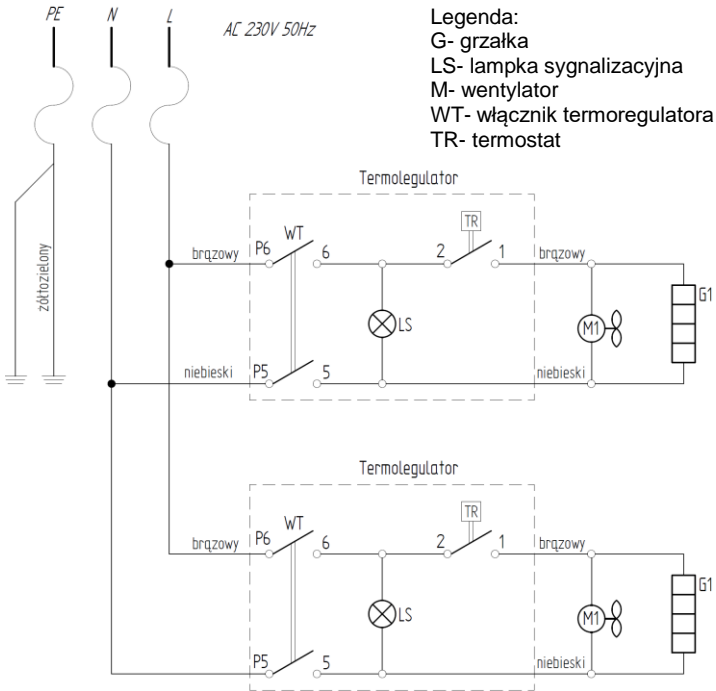 PE N L AC 230V 50Hz
Legenda:
G- grzałka
LS- lampka sygnalizacyjna
M- wentylator
WT- włącznik termoregulatora
TR- termostat
żółtozielony
Termolegulator
TR
WT
brązowy P6 6 2 1 brązowy
G1
LS M1
niebieski P5 5 niebieski
Termolegulator
TR
WT
brązowy P6 6 2 1 brązowy
G1
LS M1
P5 5 niebieski